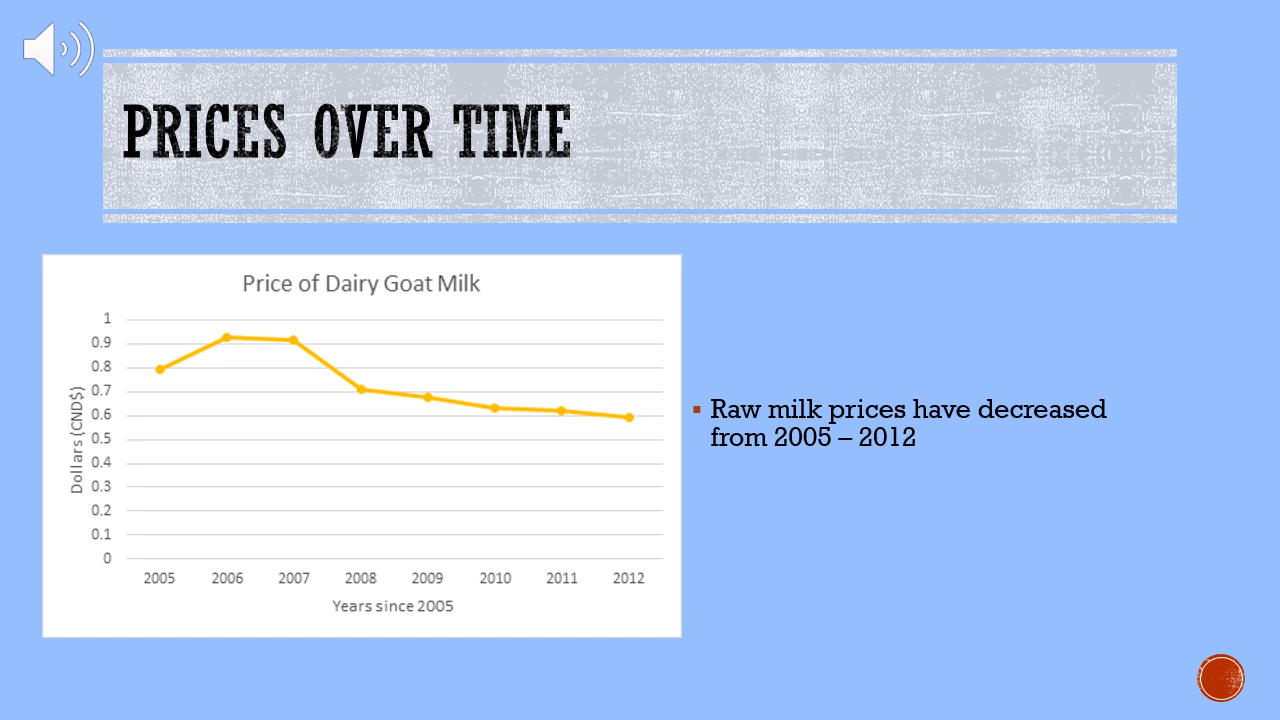 PRICES OVER TIME
Price of Dairy Goat Milk
1
0.9
0.8
0.7
0.6
0.5
0.4
0.3
0.2
0.1
0
Dollars (CND$)
2005 2006 2007 2008 2009 2010 2011 2012
Years since 2005
▪ Raw milk prices have decreased
from 2005 – 2012